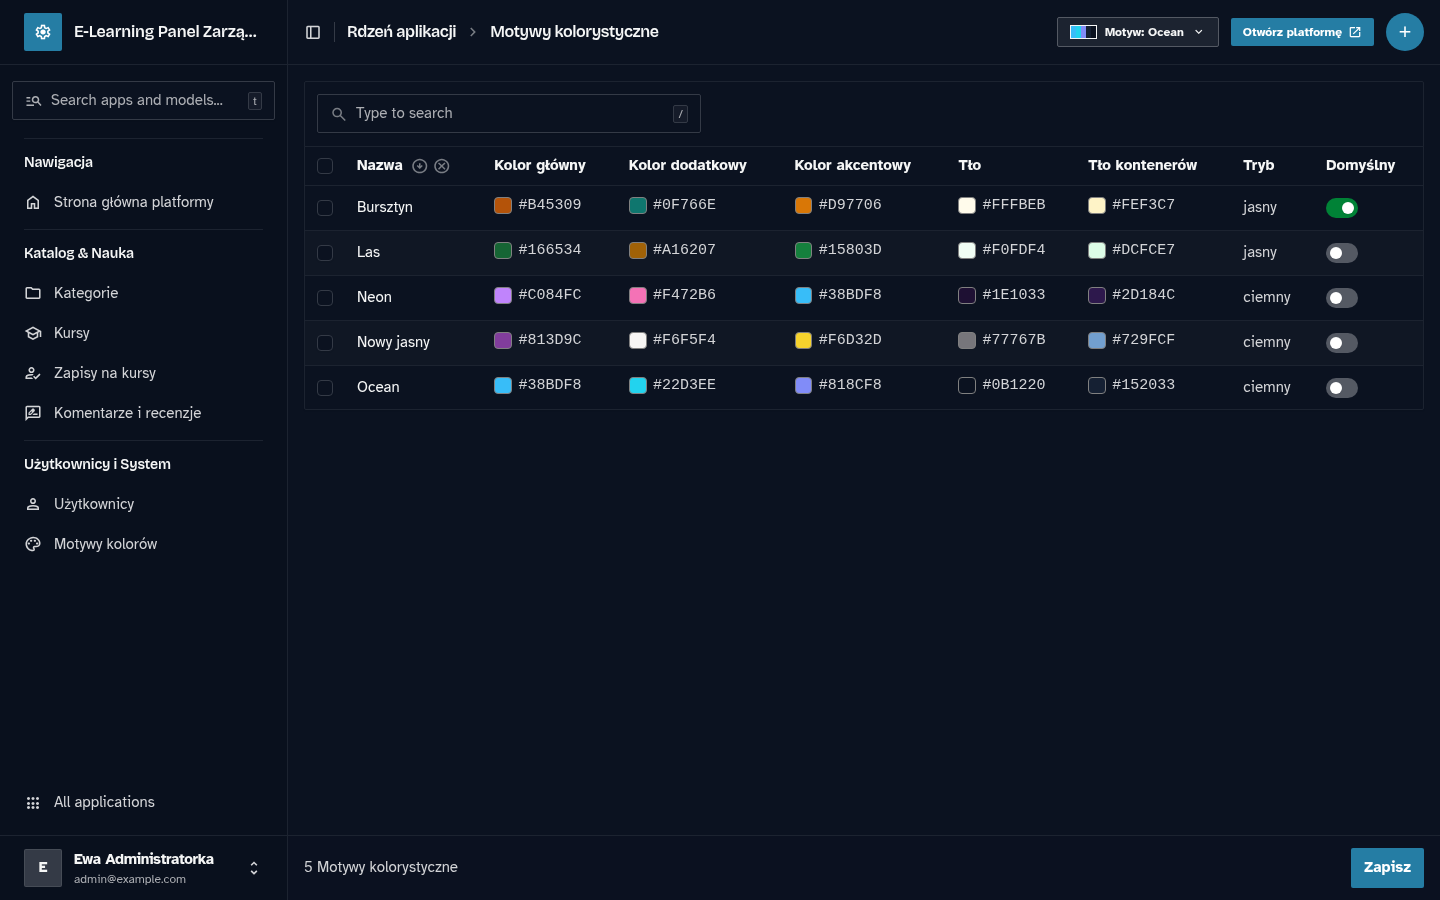 E-Learning Panel Zarzą...
Rdzeń aplikacji
Motywy kolorystyczne
Motyw: Ocean
Otwórz platformę
Search apps and models...
t
Nawigacja
Strona główna platformy
Katalog & Nauka
Kategorie
Kursy
Zapisy na kursy
Komentarze i recenzje
Użytkownicy i System
Użytkownicy
Motywy kolorów
All applications
E
Ewa Administratorka
admin@example.com
Type to search
/
Nazwa Kolor główny Kolor dodatkowy Kolor akcentowy Tło Tło kontenerów Tryb Domyślny
Bursztyn #B45309 #0F766E #D97706 #FFFBEB #FEF3C7 jasny
Las #166534 #A16207 #15803D #F0FDF4 #DCFCE7 jasny
Neon #C084FC #F472B6 #38BDF8 #1E1033 #2D184C ciemny
Nowy jasny #813D9C #F6F5F4 #F6D32D #77767B #729FCF ciemny
Ocean #38BDF8 #22D3EE #818CF8 #0B1220 #152033 ciemny
5 Motywy kolorystyczne
Zapisz